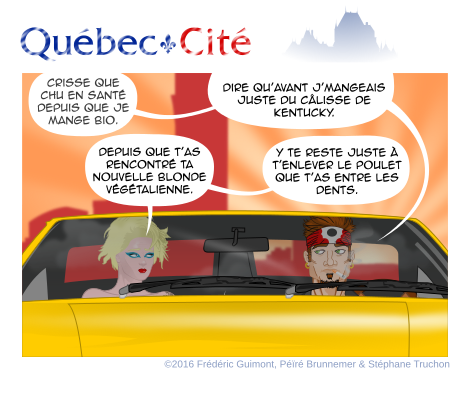 Québec Cité
CRISSE QUE
CHU EN SANTÉ
DEPUIS QUE JE
MANGE BIO.
DIRE QU'AVANT J'MANGEAIS
JUSTE DU CÂLISSE DE
KENTUCKY.
DEPUIS QUE T'AS
RENCONTRÉ TA
NOUVELLE BLONDE
VÉGÉTALIENNE.
Y TE RESTE JUSTE À
T'ENLEVER LE POULET
QUE T'AS ENTRE LES
DENTS.
©2016 Frédéric Guimont, Péïré Brunnemer & Stéphane Truchon